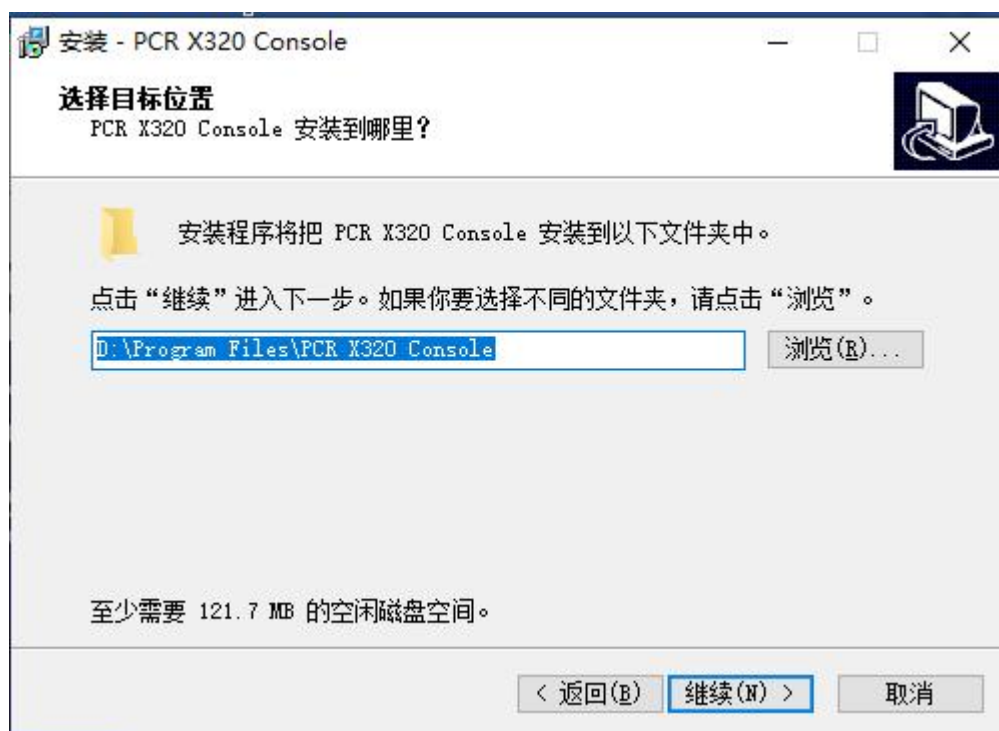 安装 - PCR X320 Console
选择目标位置
PCR X320 Console 安装到哪里?
安装程序将把 PCR X320 Console 安装到以下文件夹中。
点击“继续”进入下一步。如果你要选择不同的文件夹，请点击“浏览”。
D:\Program Files\PCR X320 Console
浏览(R)...
至少需要 121.7 MB 的空闲磁盘空间。
< 返回(B)
继续(N) >
取消